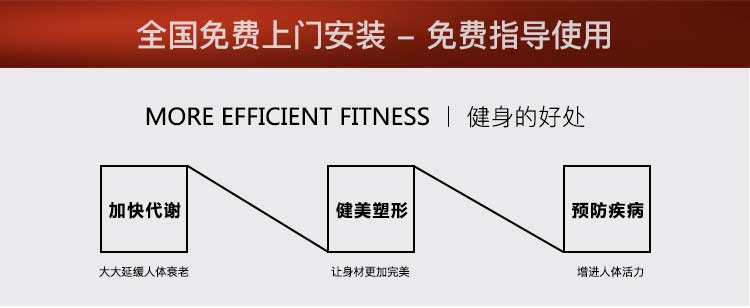 全国免费上门安装 – 免费指导使用
MORE EFFICIENT FITNESS | 健身的好处
加快代谢 健美塑形 预防疾病
大大延缓人体衰老 让身材更加完美 增进人体活力